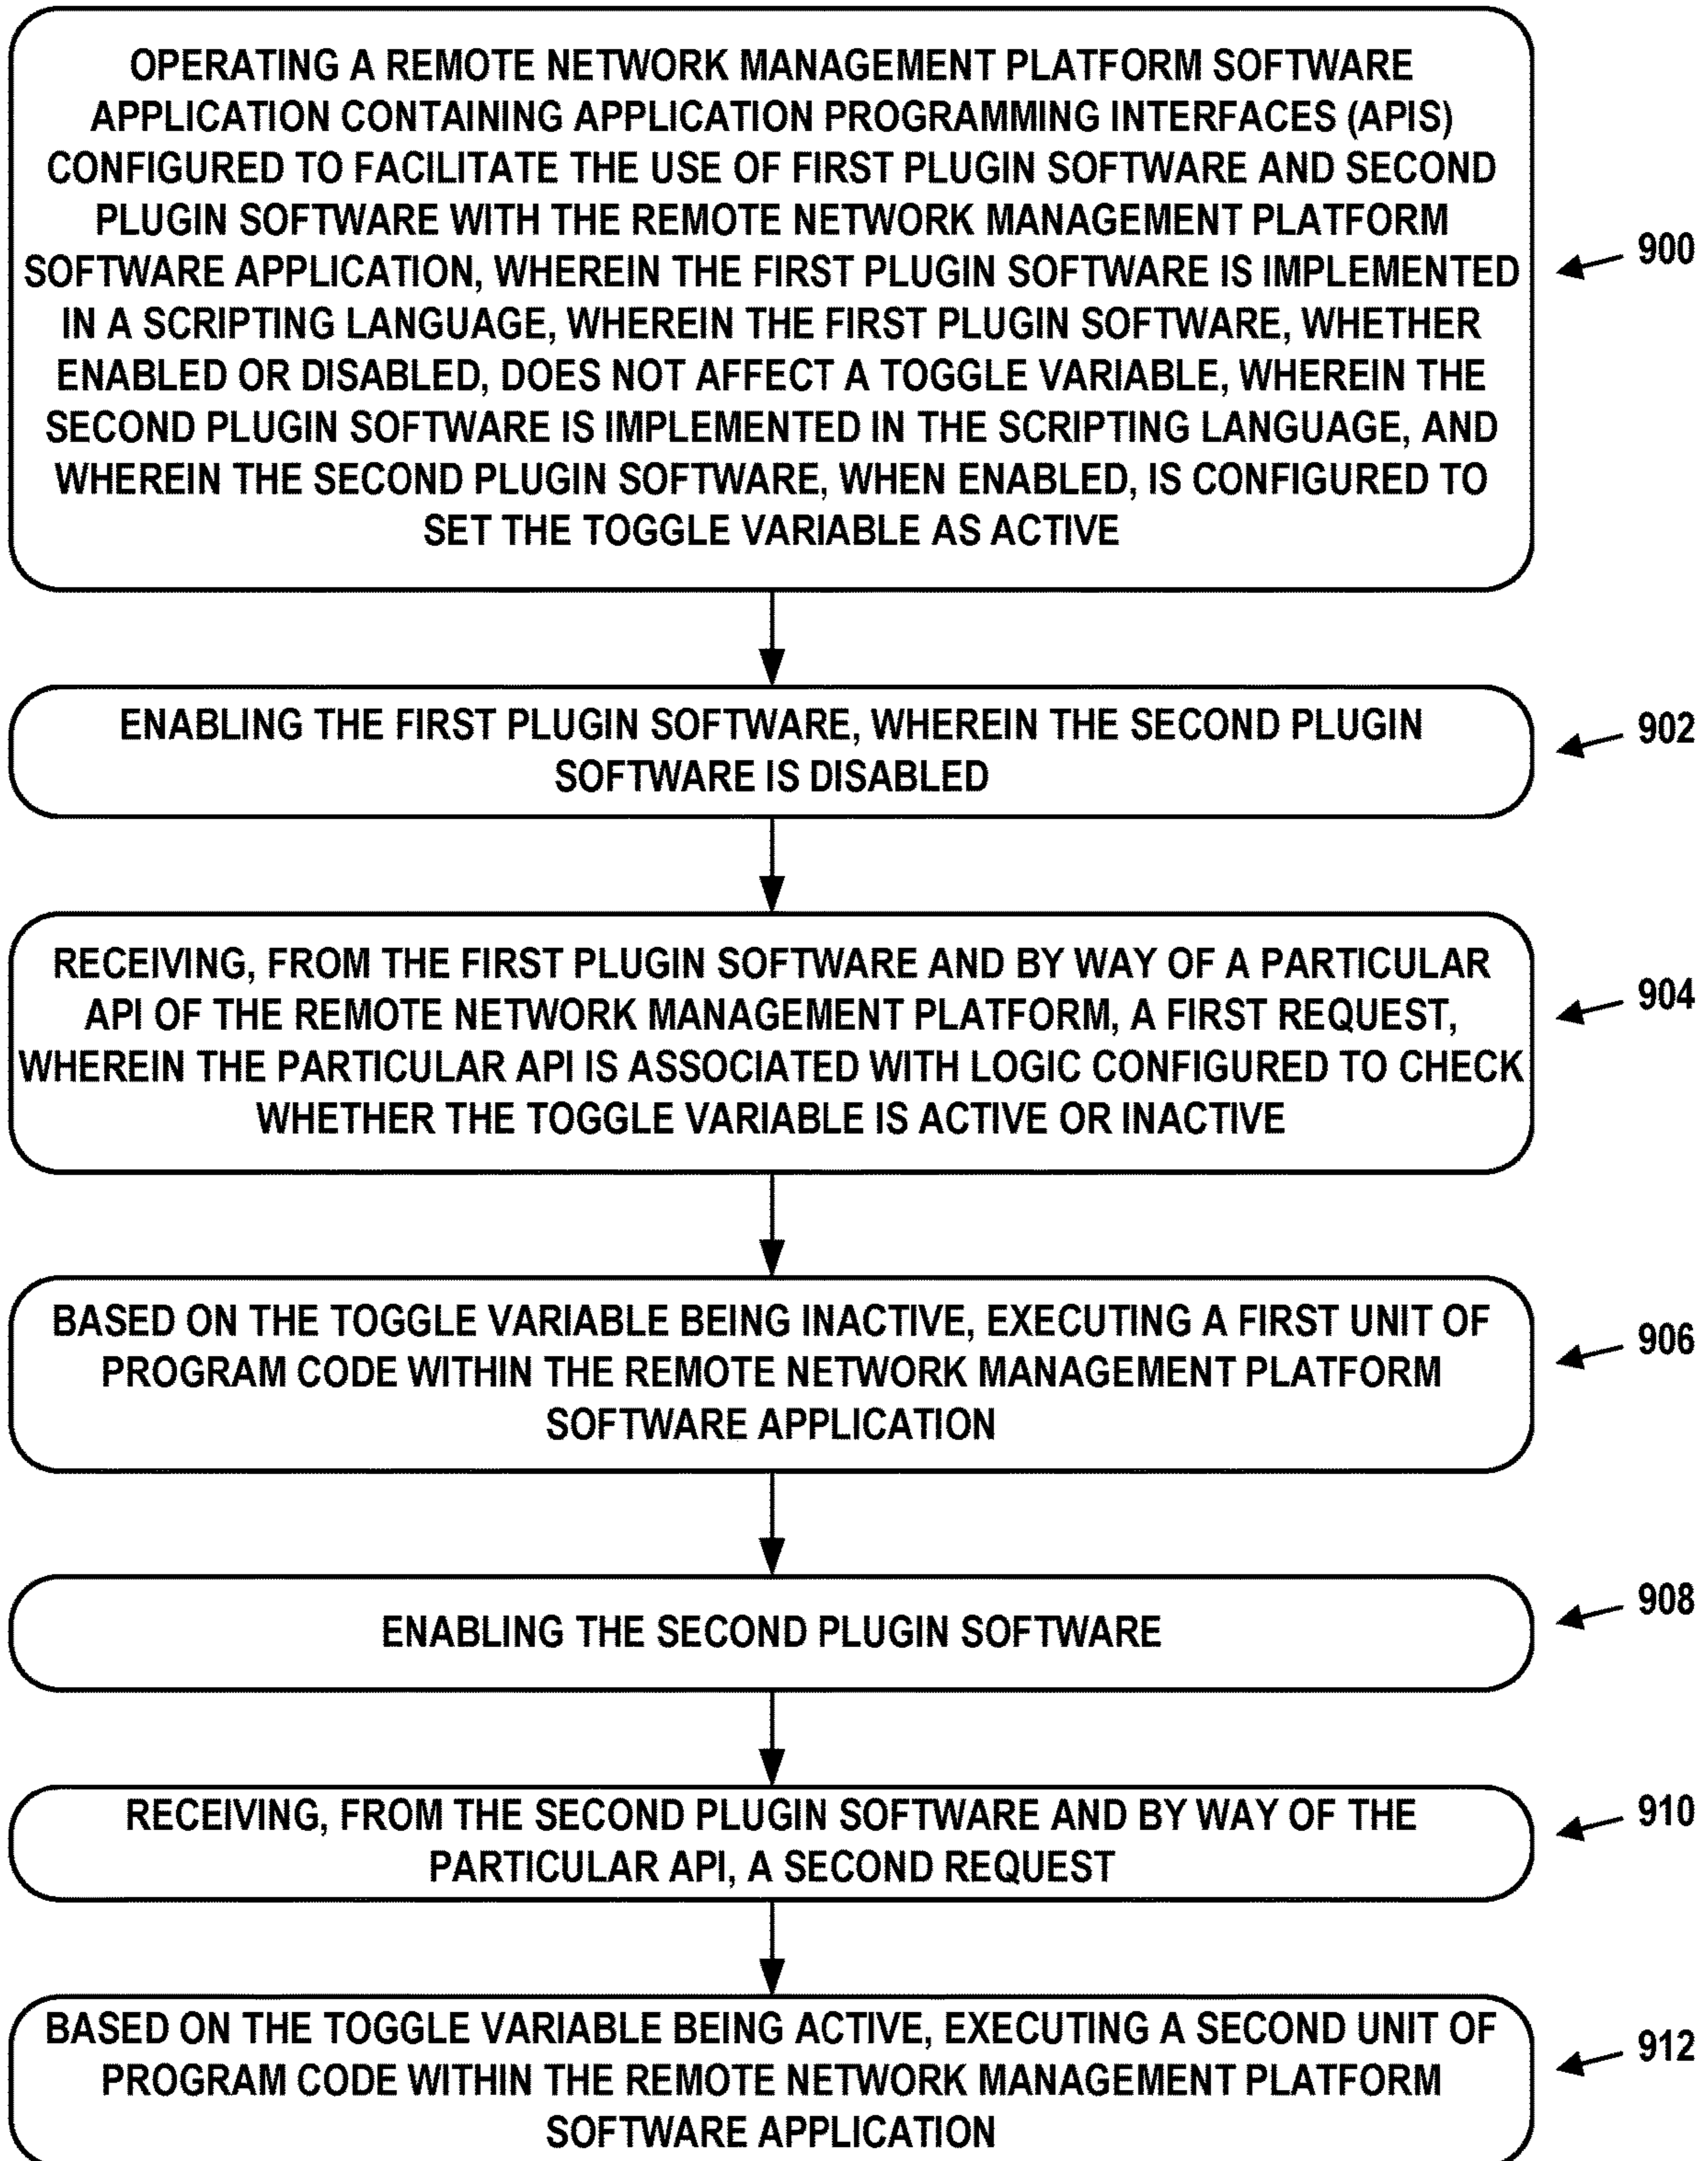 OPERATING A REMOTE NETWORK MANAGEMENT PLATFORM SOFTWARE
APPLICATION CONTAINING APPLICATION PROGRAMMING INTERFACES (APIS)
CONFIGURED TO FACILITATE THE USE OF FIRST PLUGIN SOFTWARE AND SECOND
PLUGIN SOFTWARE WITH THE REMOTE NETWORK MANAGEMENT PLATFORM
SOFTWARE APPLICATION, WHEREIN THE FIRST PLUGIN SOFTWARE IS IMPLEMENTED
IN A SCRIPTING LANGUAGE, WHEREIN THE FIRST PLUGIN SOFTWARE, WHETHER
ENABLED OR DISABLED, DOES NOT AFFECT A TOGGLE VARIABLE, WHEREIN THE
SECOND PLUGIN SOFTWARE IS IMPLEMENTED IN THE SCRIPTING LANGUAGE, AND
WHEREIN THE SECOND PLUGIN SOFTWARE, WHEN ENABLED, IS CONFIGURED TO
SET THE TOGGLE VARIABLE AS ACTIVE
900
ENABLING THE FIRST PLUGIN SOFTWARE, WHEREIN THE SECOND PLUGIN
SOFTWARE IS DISABLED
902
RECEIVING, FROM THE FIRST PLUGIN SOFTWARE AND BY WAY OF A PARTICULAR
API OF THE REMOTE NETWORK MANAGEMENT PLATFORM, A FIRST REQUEST,
WHEREIN THE PARTICULAR API IS ASSOCIATED WITH LOGIC CONFIGURED TO CHECK
WHETHER THE TOGGLE VARIABLE IS ACTIVE OR INACTIVE
904
BASED ON THE TOGGLE VARIABLE BEING INACTIVE, EXECUTING A FIRST UNIT OF
PROGRAM CODE WITHIN THE REMOTE NETWORK MANAGEMENT PLATFORM
SOFTWARE APPLICATION
906
ENABLING THE SECOND PLUGIN SOFTWARE
908
RECEIVING, FROM THE SECOND PLUGIN SOFTWARE AND BY WAY OF THE
PARTICULAR API, A SECOND REQUEST
910
BASED ON THE TOGGLE VARIABLE BEING ACTIVE, EXECUTING A SECOND UNIT OF
PROGRAM CODE WITHIN THE REMOTE NETWORK MANAGEMENT PLATFORM
SOFTWARE APPLICATION
912